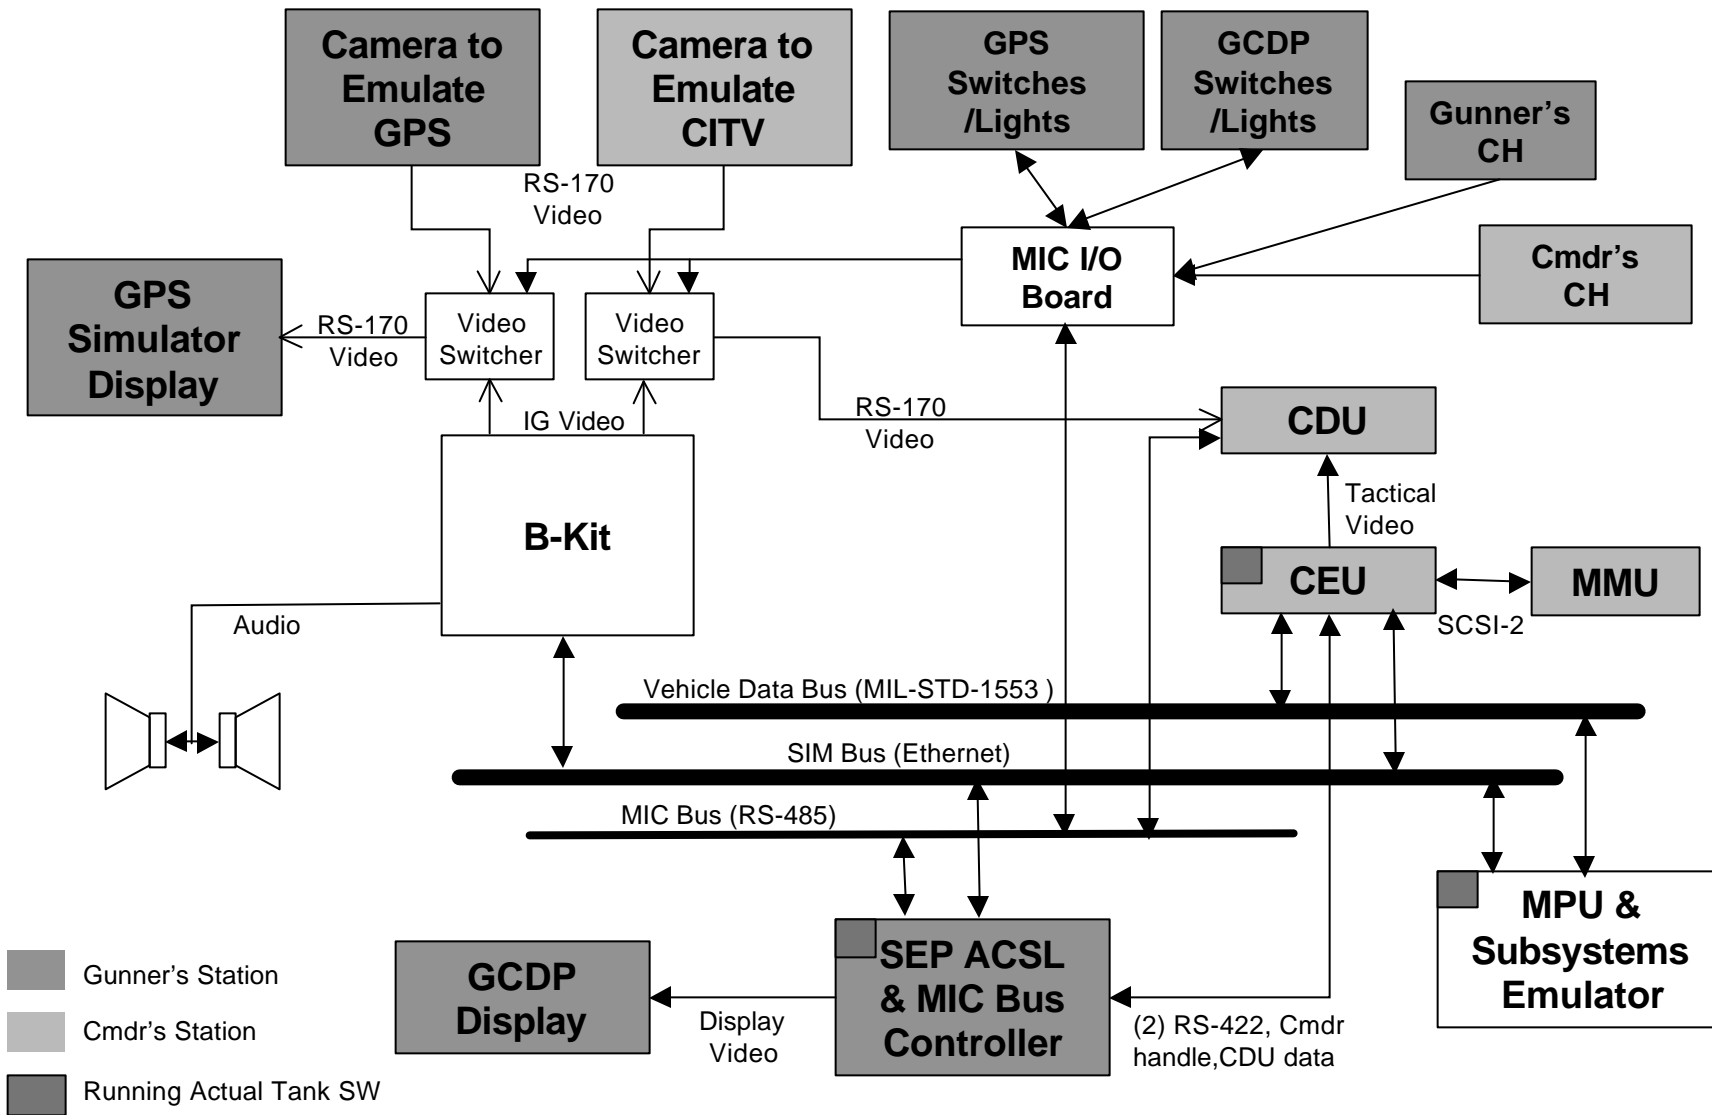 Camera to
Emulate
GPS
Camera to
Emulate
CITV
GPS
Switches
/Lights
GCDP
Switches
/Lights
Gunner’s
CH
RS-170
Video
MIC I/O
Board
Cmdr’s
CH
GPS
Simulator
Display
RS-170
Video
Video
Switcher
Video
Switcher
IG Video
RS-170
Video
CDU
Tactical
Video
B-Kit
CEU
MMU
SCSI-2
Audio
Vehicle Data Bus (MIL-STD-1553 )
SIM Bus (Ethernet)
MIC Bus (RS-485)
MPU &
Subsystems
Emulator
SEP ACSL
& MIC Bus
Controller
GCDP
Display
Display
Video
(2) RS-422, Cmdr
handle,CDU data
Gunner’s Station
Cmdr’s Station
Running Actual Tank SW